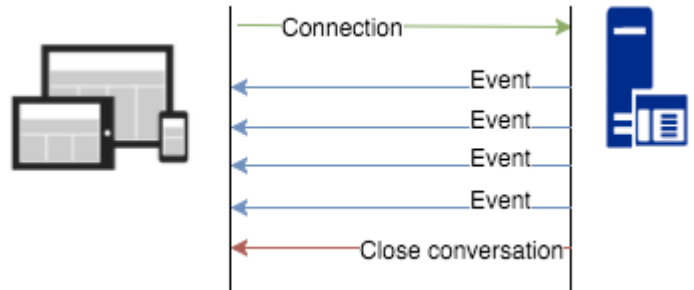 Connection
Event
Event
Event
Event
Close conversation